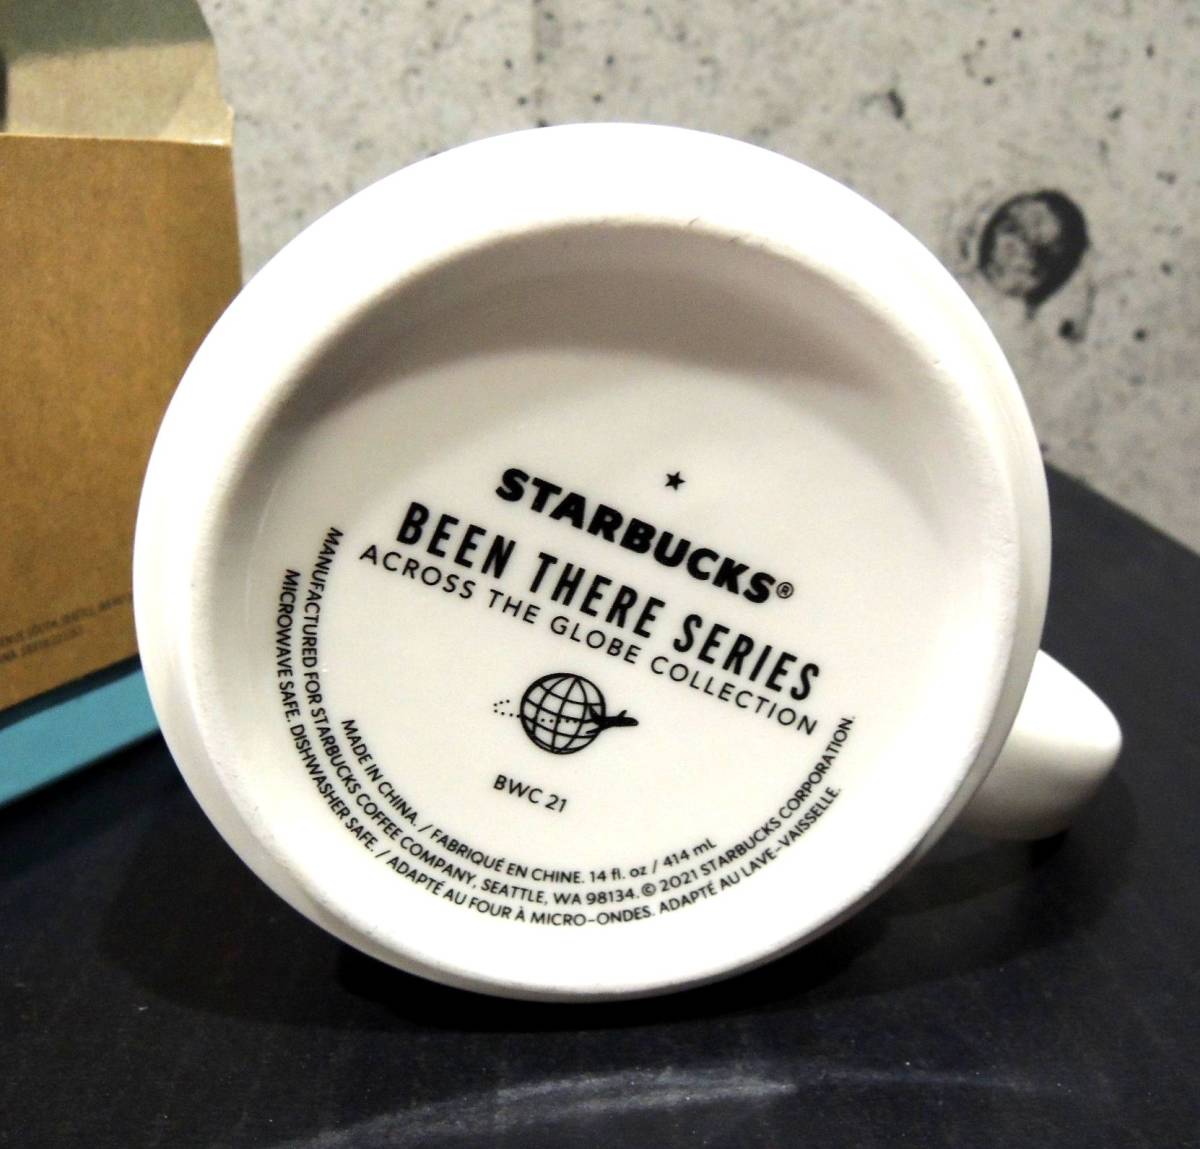 ★
STARBUCKS®
BEEN THERE SERIES
ACROSS THE GLOBE COLLECTION
BWC 21
MADE IN CHINA. / FABRIQUÉ EN CHINE. 14 fl. oz / 414 mL
MANUFACTURED FOR STARBUCKS COFFEE COMPANY, SEATTLE, WA 98134. © 2021 STARBUCKS CORPORATION.
MICROWAVE SAFE. DISHWASHER SAFE. / ADAPTÉ AU FOUR À MICRO-ONDES. ADAPTÉ AU LAVE-VAISSELLE.